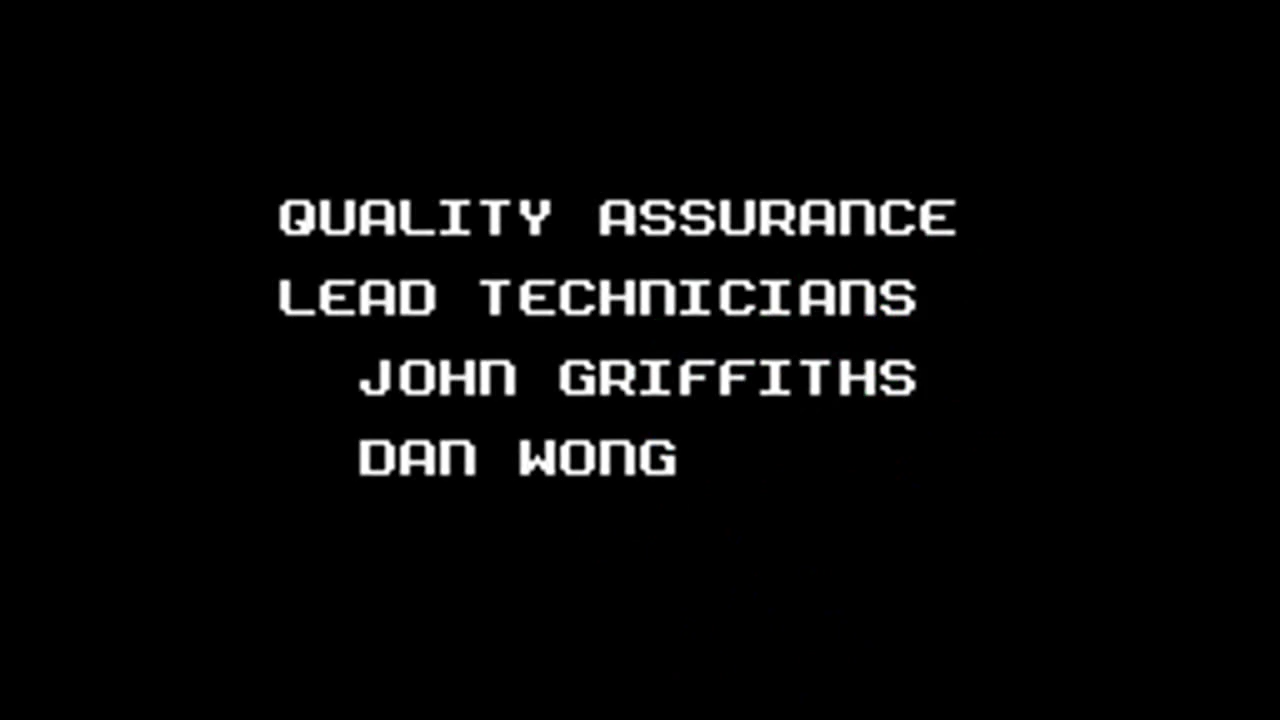 QUALITY ASSURANCE
LEAD TECHNICIANS
JOHN GRIFFITHS
DAN WONG